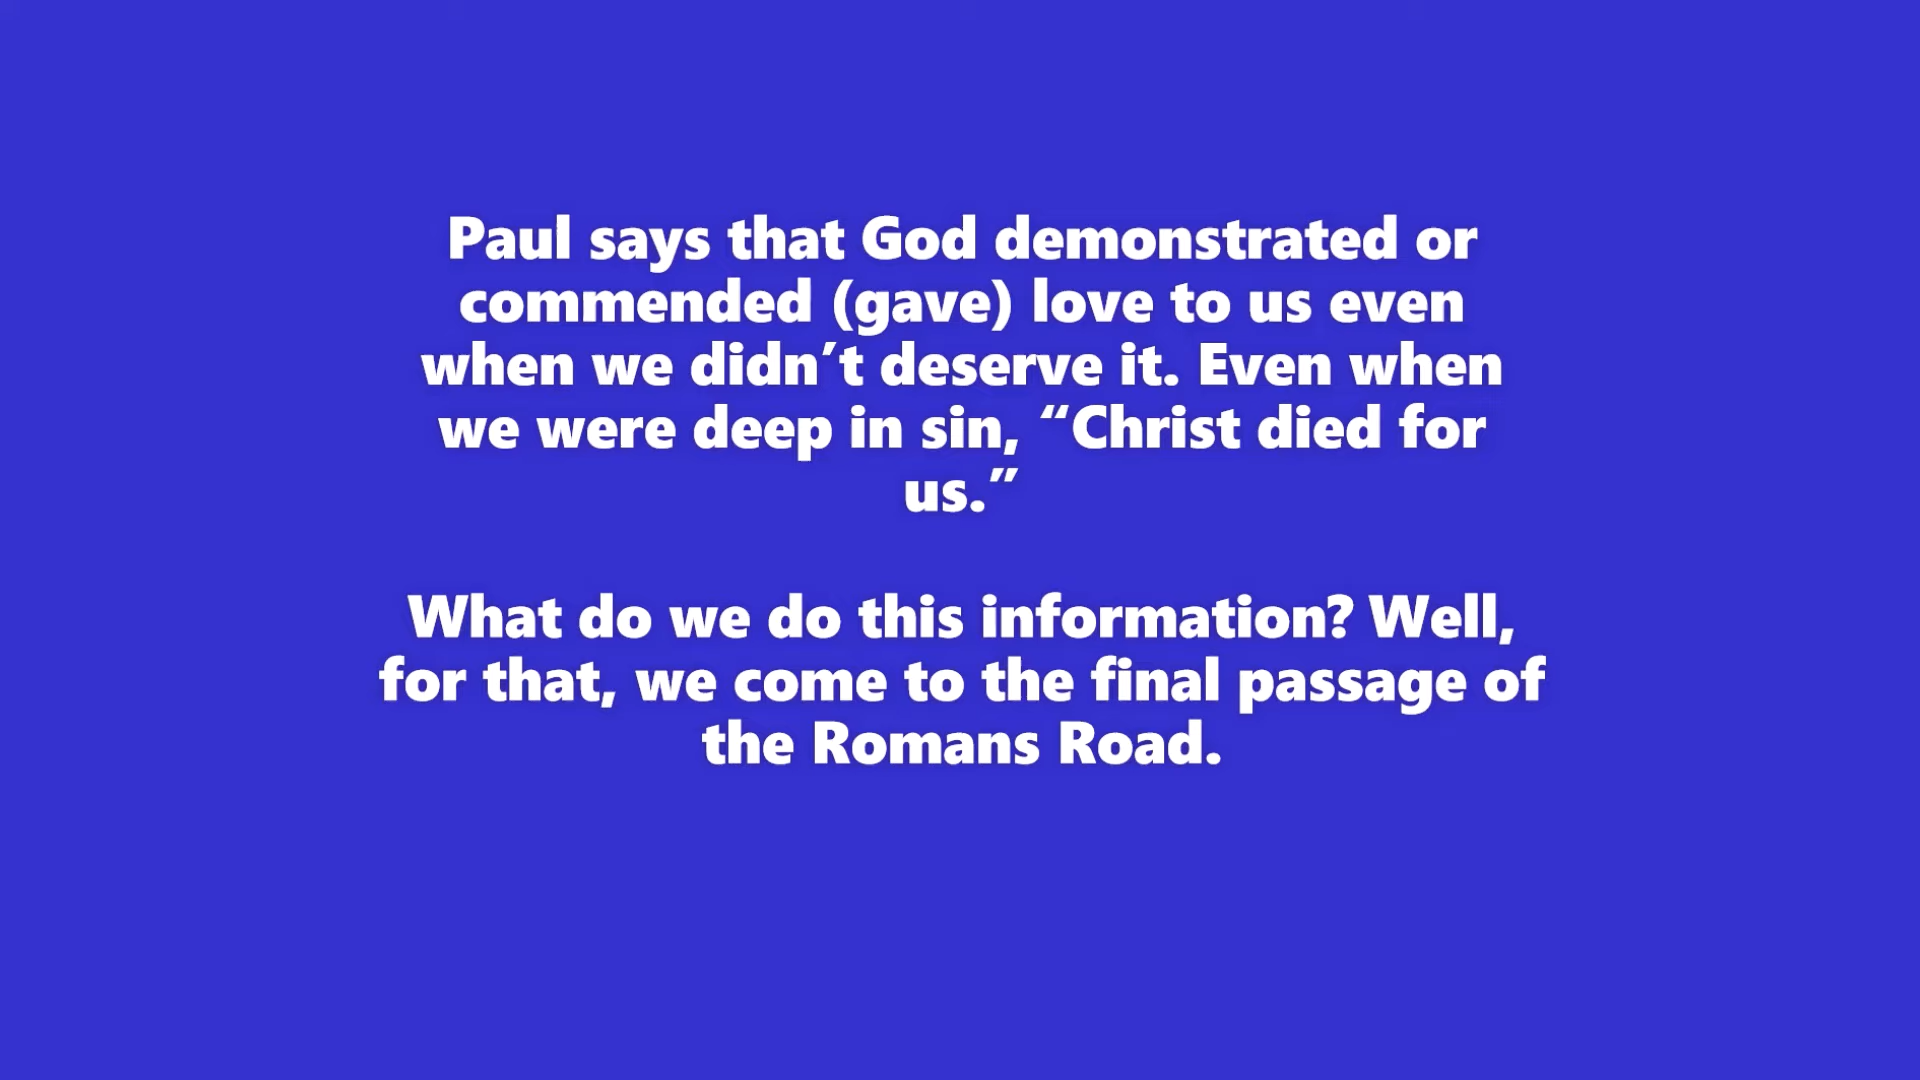 Paul says that God demonstrated or
commended (gave) love to us even
when we didn’t deserve it. Even when
we were deep in sin, “Christ died for
us.”
What do we do this information? Well,
for that, we come to the final passage of
the Romans Road.